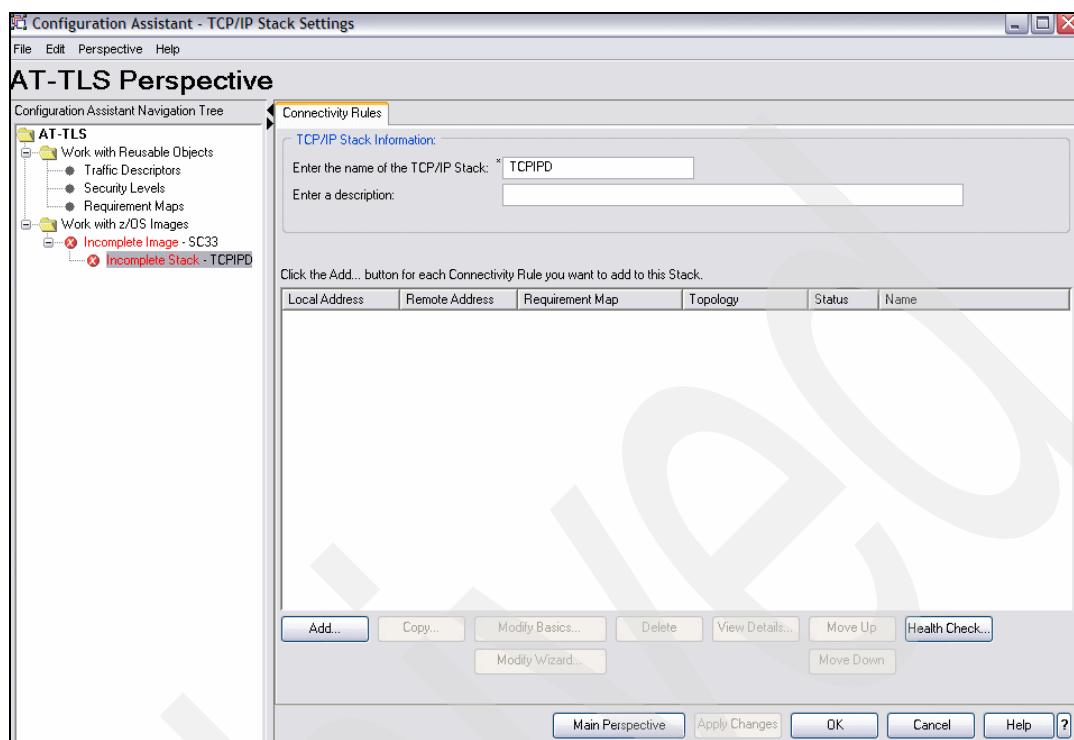 Configuration Assistant - TCP/IP Stack Settings
File Edit Perspective Help
AT-TLS Perspective
Configuration Assistant Navigation Tree
AT-TLS
Work with Reusable Objects
Traffic Descriptors
Security Levels
Requirement Maps
Work with z/OS Images
Incomplete Image - SC33
Incomplete Stack - TCPIPD
Connectivity Rules
TCP/IP Stack Information:
Enter the name of the TCP/IP Stack: * TCPIPD
Enter a description:
Click the Add... button for each Connectivity Rule you want to add to this Stack.
Local Address Remote Address Requirement Map Topology Status Name
Add... Copy... Modify Basics... Delete View Details... Move Up Health Check...
Modify Wizard... Move Down
Main Perspective Apply Changes OK Cancel Help ?